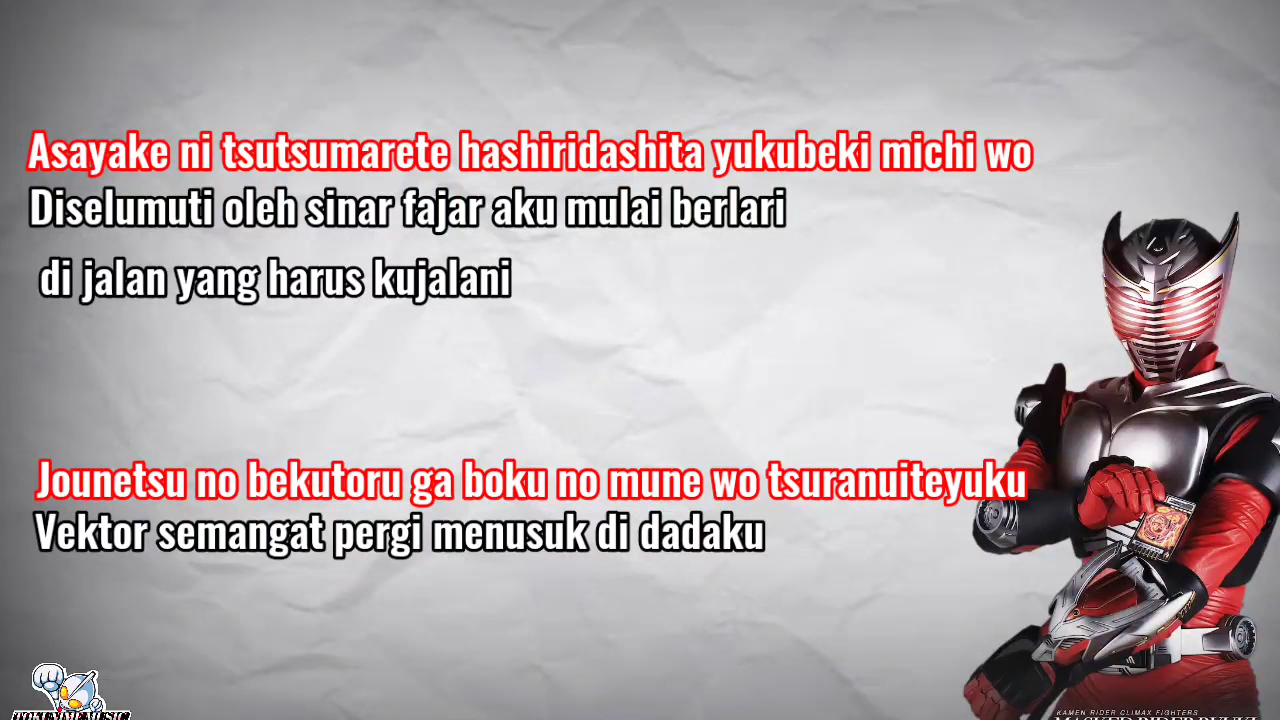 Asayake ni tsutsumarete hashiridashita yukubeki michi wo
Diselumuti oleh sinar fajar aku mulai berlari
di jalan yang harus kujalani
Jounetsu no bekutoru ga boku no mune wo tsuranuiteyuku
Vektor semangat pergi menusuk di dadaku
KAMEN RIDER CLIMAX FIGHTERS